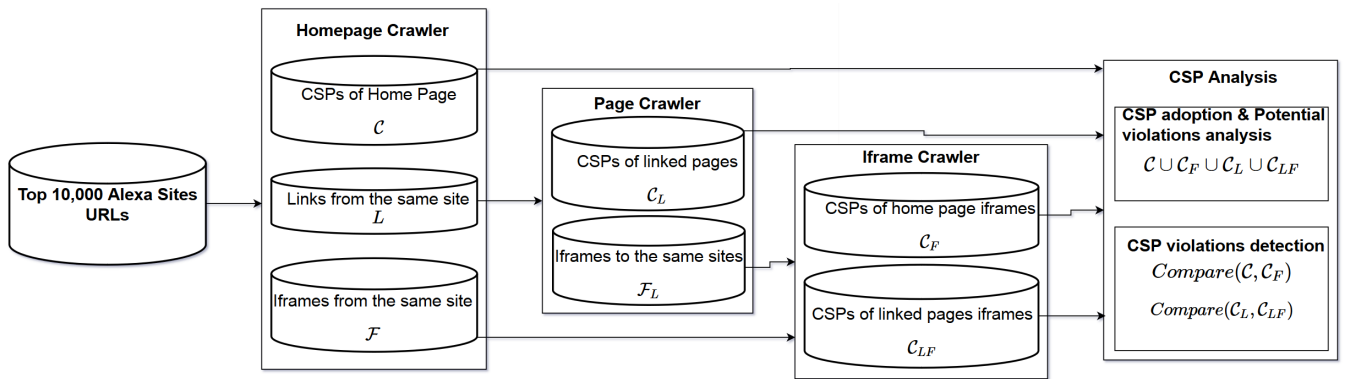 Top 10,000 Alexa Sites
URLs
Homepage Crawler
CSPs of Home Page
𝒞
Links from the same site
L
Iframes from the same site
ℱ
Page Crawler
CSPs of linked pages
𝒞_L
Iframes to the same sites
ℱ_L
Iframe Crawler
CSPs of home page iframes
𝒞_F
CSPs of linked pages iframes
𝒞_LF
CSP Analysis
CSP adoption & Potential
violations analysis
𝒞 ∪ 𝒞_F ∪ 𝒞_L ∪ 𝒞_LF
CSP violations detection
Compare(𝒞, 𝒞_F)
Compare(𝒞_L, 𝒞_LF)